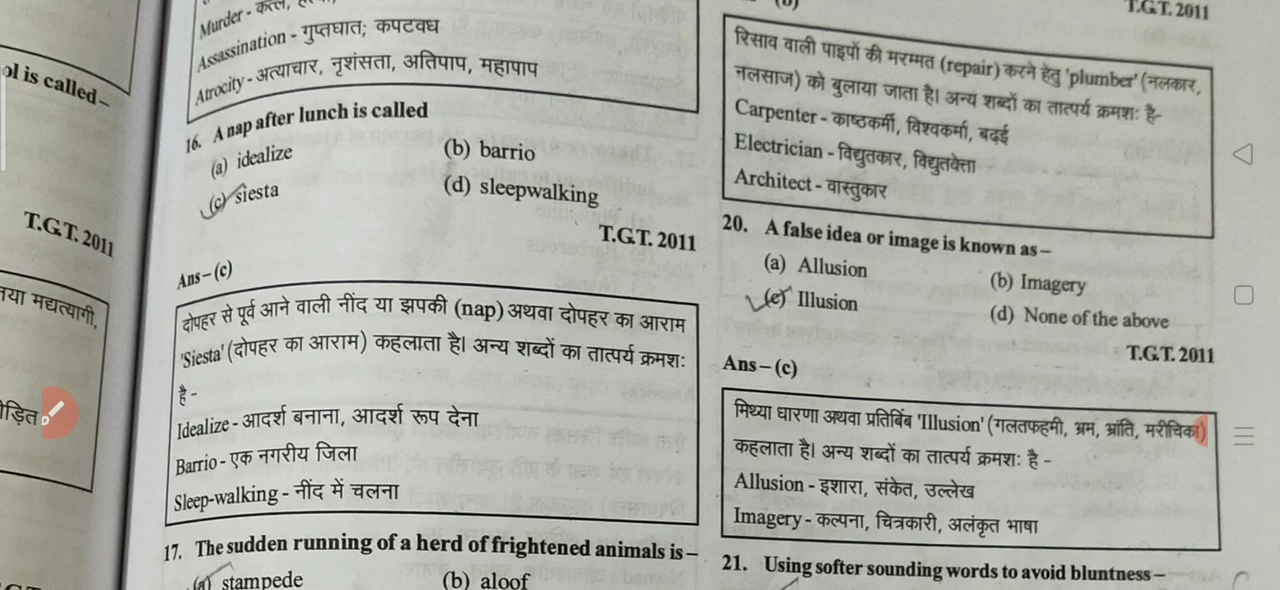 ol is called –
T.G.T. 2011
मद्यत्यागी,
Murder - कत्ल,
Assassination - गुप्तघात; कपटवध
Atrocity - अत्याचार, नृशंसता, अतिपाप, महापाप
16. A nap after lunch is called
(a) idealize (b) barrio
(c) siesta (d) sleepwalking
T.G.T. 2011
Ans – (c)
दोपहर से पूर्व आने वाली नींद या झपकी (nap) अथवा दोपहर का आराम
'Siesta' (दोपहर का आराम) कहलाता है। अन्य शब्दों का तात्पर्य क्रमशः
है -
Idealize - आदर्श बनाना, आदर्श रूप देना
Barrio - एक नगरीय जिला
Sleep-walking - नींद में चलना
17. The sudden running of a herd of frightened animals is –
(a) stampede (b) aloof
(b)
T.G.T. 2011
रिसाव वाली पाइपों की मरम्मत (repair) करने हेतु 'plumber' (नलकार,
नलसाज) को बुलाया जाता है। अन्य शब्दों का तात्पर्य क्रमशः है-
Carpenter - काष्ठकर्मी, विश्वकर्मा, बढ़ई
Electrician - विद्युतकार, विद्युतवेत्ता
Architect - वास्तुकार
20. A false idea or image is known as –
(a) Allusion (b) Imagery
(c) Illusion (d) None of the above
T.G.T. 2011
Ans – (c)
मिथ्या धारणा अथवा प्रतिबिंब 'Illusion' (गलतफहमी, भ्रम, भ्रांति, मरीचिका)
कहलाता है। अन्य शब्दों का तात्पर्य क्रमशः है -
Allusion - इशारा, संकेत, उल्लेख
Imagery - कल्पना, चित्रकारी, अलंकृत भाषा
21. Using softer sounding words to avoid bluntness –